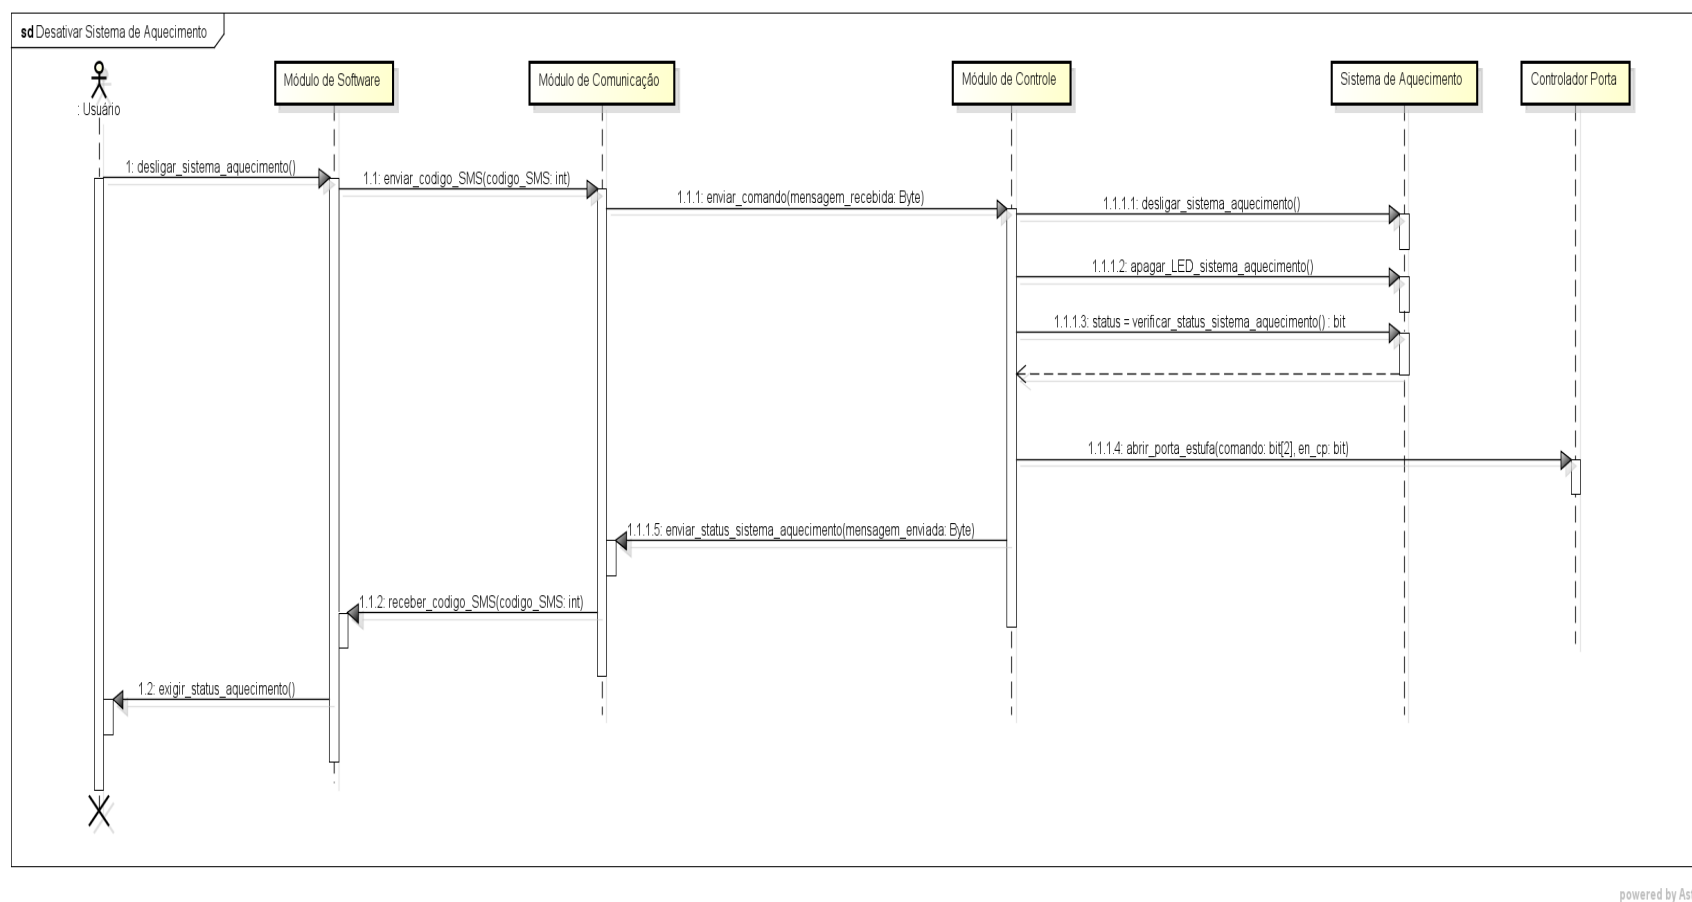 sd Desativar Sistema de Aquecimento
: Usuário
Módulo de Software
Módulo de Comunicação
Módulo de Controle
Sistema de Aquecimento
Controlador Porta
1: desligar_sistema_aquecimento()
1.1: enviar_codigo_SMS(codigo_SMS: int)
1.1.1: enviar_comando(mensagem_recebida: Byte)
1.1.1.1: desligar_sistema_aquecimento()
1.1.1.2: apagar_LED_sistema_aquecimento()
1.1.1.3: status = verificar_status_sistema_aquecimento() : bit
1.1.1.4: abrir_porta_estufa(comando: bit[2], en_cp: bit)
1.1.1.5: enviar_status_sistema_aquecimento(mensagem_enviada: Byte)
1.1.2: receber_codigo_SMS(codigo_SMS: int)
1.2: exigir_status_aquecimento()
powered by Ast